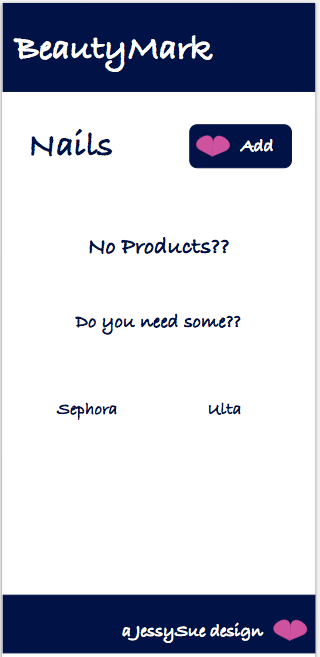 BeautyMark
Nails
Add
No Products??
Do you need some??
Sephora
Ulta
a JessySue design